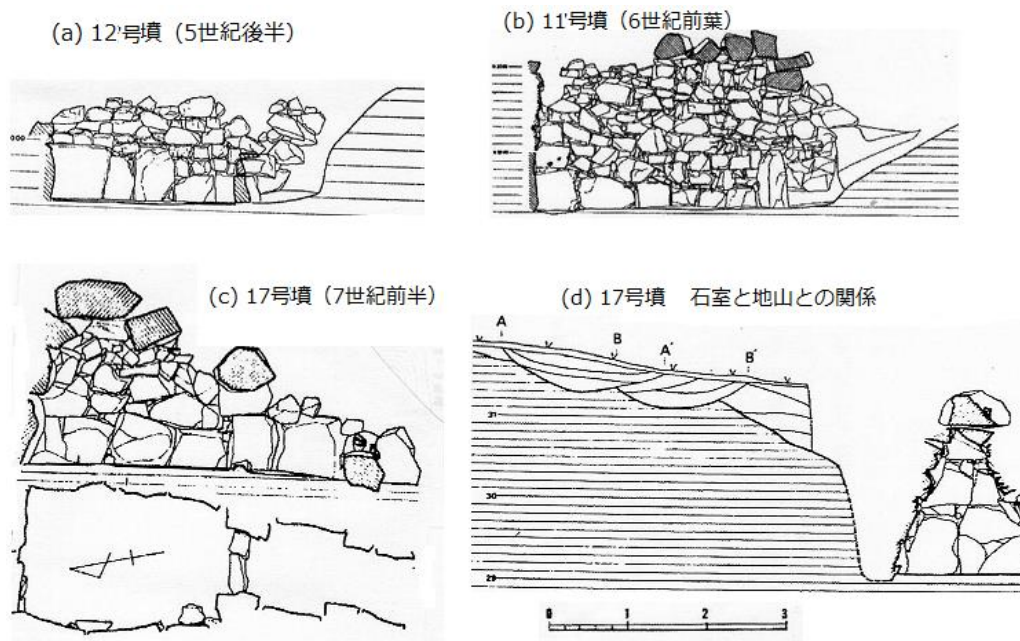 (a) 12'号墳（5世紀後半）
(b) 11'号墳（6世紀前葉）
(c) 17号墳（7世紀前半）
(d) 17号墳　石室と地山との関係
A
B
A'
B'
31
30
29
0 1 2 3